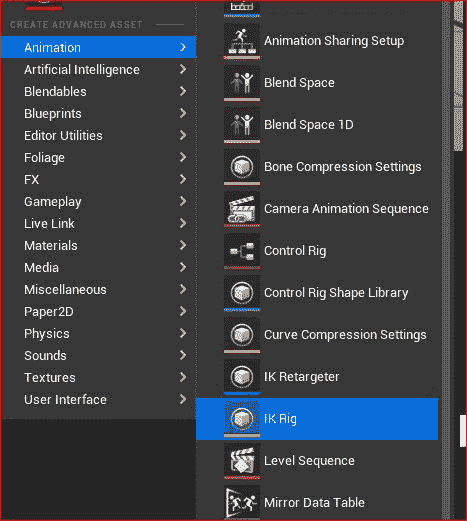 CREATE ADVANCED ASSET
Animation
Artificial Intelligence
Blendables
Blueprints
Editor Utilities
Foliage
FX
Gameplay
Live Link
Materials
Media
Miscellaneous
Paper2D
Physics
Sounds
Textures
User Interface
Animation Sharing Setup
Blend Space
Blend Space 1D
Bone Compression Settings
Camera Animation Sequence
Control Rig
Control Rig Shape Library
Curve Compression Settings
IK Retargeter
IK Rig
Level Sequence
Mirror Data Table